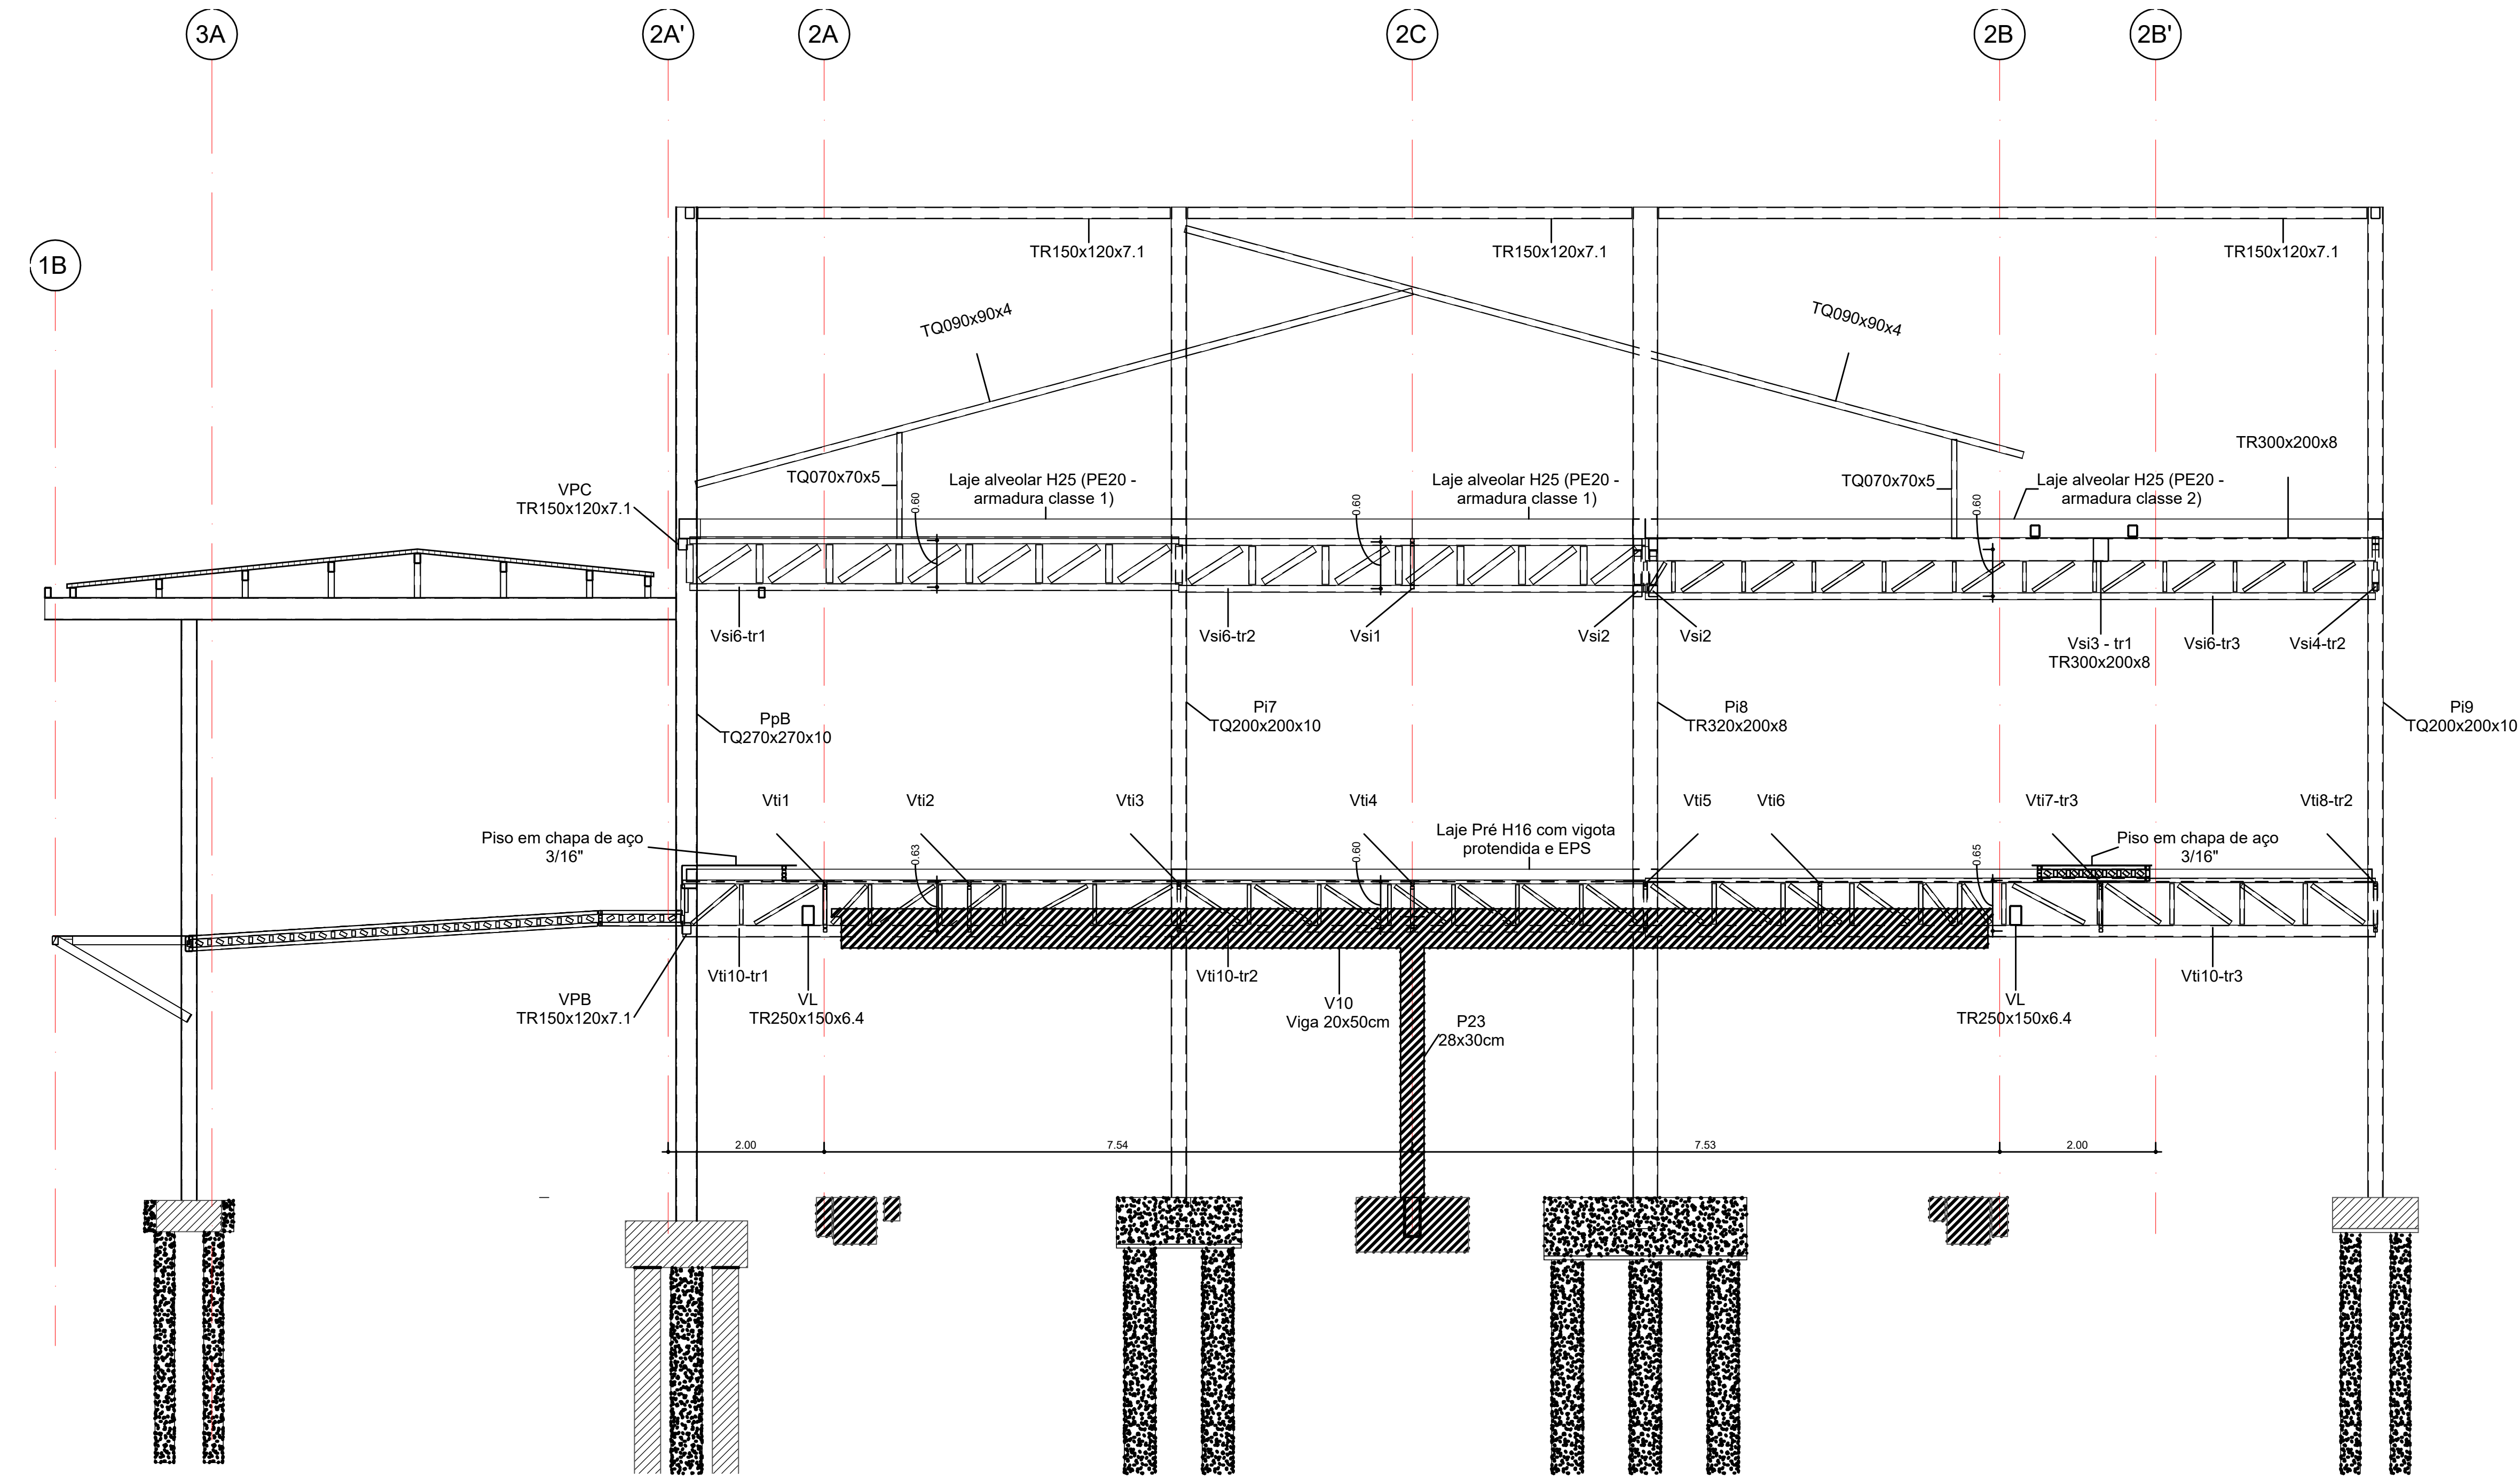 3A
2A'
2A
2C
2B
2B'
1B
TR150x120x7.1
TR150x120x7.1
TR150x120x7.1
TQ090x90x4
TQ090x90x4
TR300x200x8
VPC
TR150x120x7.1
TQ070x70x5
0.60
Laje alveolar H25 (PE20 -
armadura classe 1)
0.60
Laje alveolar H25 (PE20 -
armadura classe 1)
TQ070x70x5
0.60
Laje alveolar H25 (PE20 -
armadura classe 2)
Vsi6-tr1
Vsi6-tr2
Vsi1
Vsi2
Vsi2
Vsi3 - tr1
TR300x200x8
Vsi6-tr3
Vsi4-tr2
PpB
TQ270x270x10
Pi7
TQ200x200x10
Pi8
TR320x200x8
Pi9
TQ200x200x10
Vti1
Vti2
Vti3
Vti4
Vti5
Vti6
Vti7-tr3
Vti8-tr2
Piso em chapa de aço
3/16"
0.63
0.60
Laje Pré H16 com vigota
protendida e EPS
0.65
Piso em chapa de aço
3/16"
VPB
TR150x120x7.1
Vti10-tr1
VL
TR250x150x6.4
Vti10-tr2
V10
Viga 20x50cm
P23
28x30cm
VL
TR250x150x6.4
Vti10-tr3
2.00
7.54
7.53
2.00